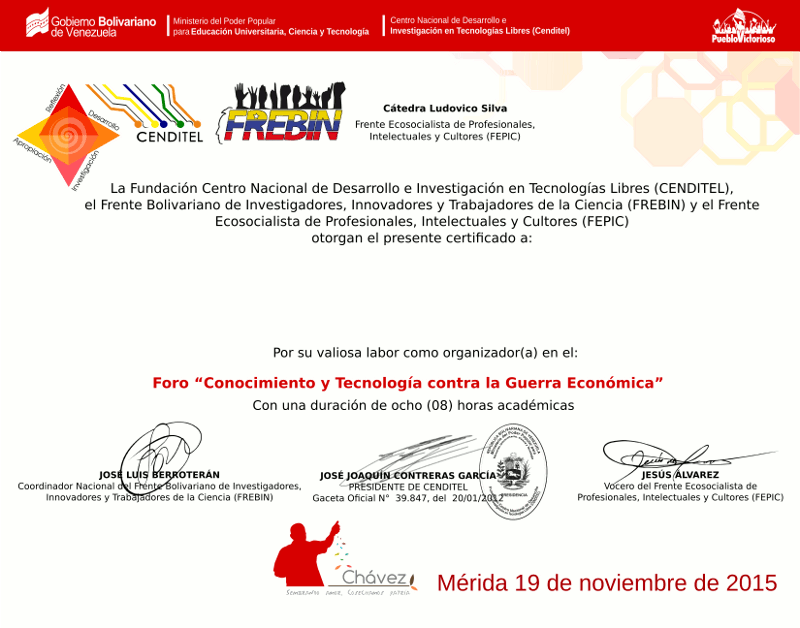 Gobierno Bolivariano
de Venezuela
Ministerio del Poder Popular
para Educación Universitaria, Ciencia y Tecnología
Centro Nacional de Desarrollo e
Investigación en Tecnologías Libres (Cenditel)
PuebloVictorioso
Reflexión
Desarrollo
Apropiación
Investigación
CENDITEL
FREBIN
Cátedra Ludovico Silva
Frente Ecosocialista de Profesionales,
Intelectuales y Cultores (FEPIC)
La Fundación Centro Nacional de Desarrollo e Investigación en Tecnologías Libres (CENDITEL),
el Frente Bolivariano de Investigadores, Innovadores y Trabajadores de la Ciencia (FREBIN) y el Frente
Ecosocialista de Profesionales, Intelectuales y Cultores (FEPIC)
otorgan el presente certificado a:
Por su valiosa labor como organizador(a) en el:
Foro “Conocimiento y Tecnología contra la Guerra Económica”
Con una duración de ocho (08) horas académicas
JOSÉ LUIS BERROTERÁN
Coordinador Nacional del Frente Bolivariano de Investigadores,
Innovadores y Trabajadores de la Ciencia (FREBIN)
JOSÉ JOAQUÍN CONTRERAS GARCÍA
PRESIDENTE DE CENDITEL
Gaceta Oficial N° 39.847, del 20/01/2012
PRESIDENCIA
JESÚS ÁLVAREZ
Vocero del Frente Ecosocialista de
Profesionales, Intelectuales y Cultores (FEPIC)
Chávez
Mérida 19 de noviembre de 2015